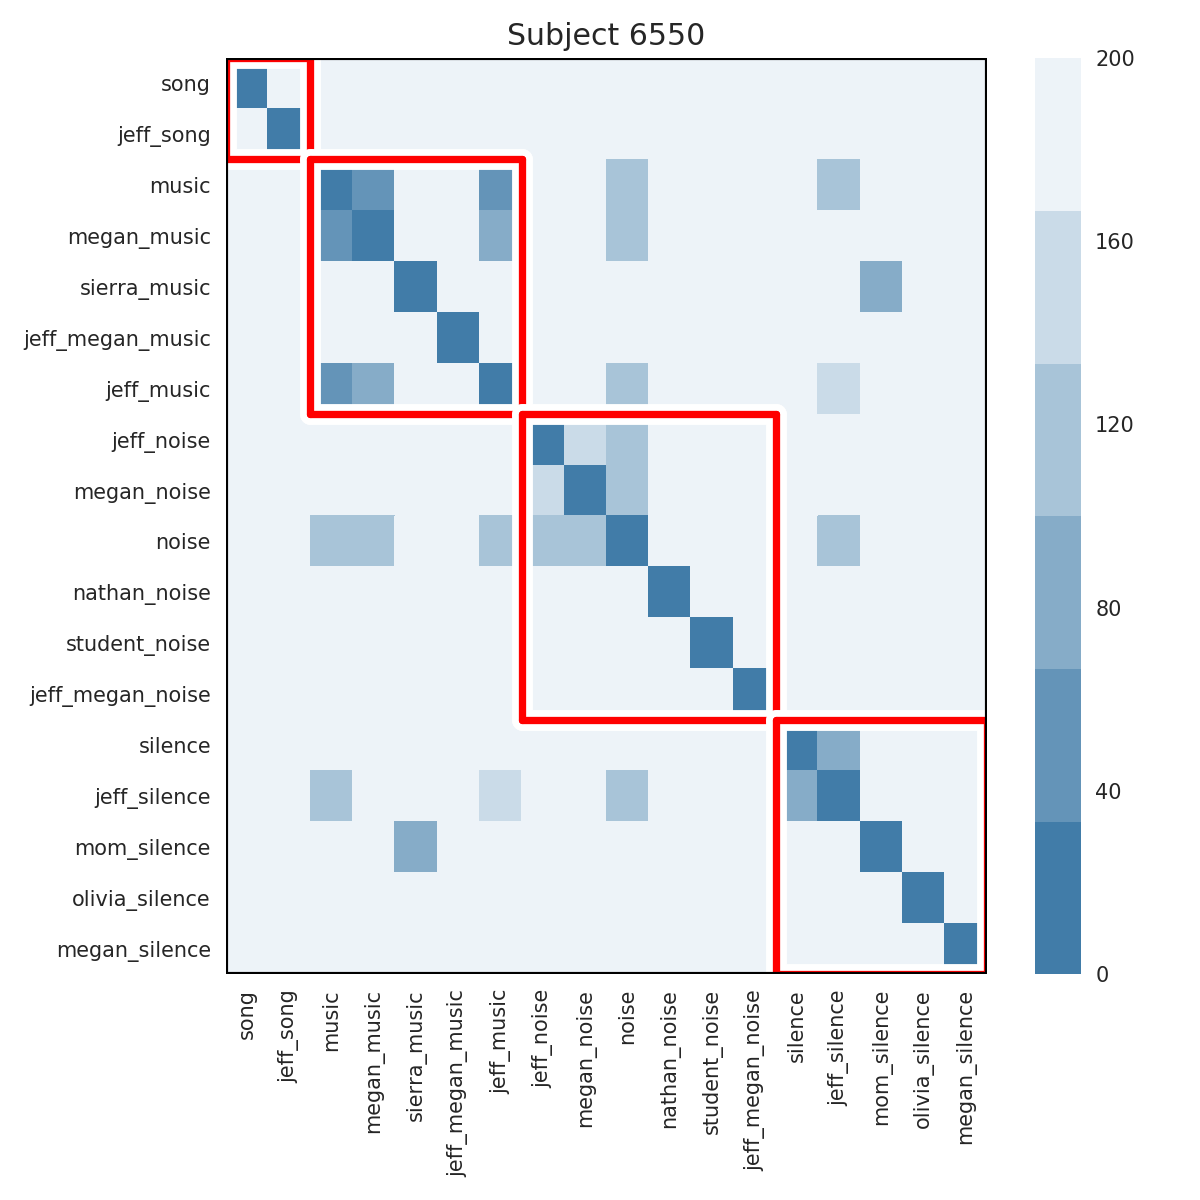 Subject 6550
song
jeff_song
music
megan_music
sierra_music
jeff_megan_music
jeff_music
jeff_noise
megan_noise
noise
nathan_noise
student_noise
jeff_megan_noise
silence
jeff_silence
mom_silence
olivia_silence
megan_silence
song
jeff_song
music
megan_music
sierra_music
jeff_megan_music
jeff_music
jeff_noise
megan_noise
noise
nathan_noise
student_noise
jeff_megan_noise
silence
jeff_silence
mom_silence
olivia_silence
megan_silence
200
160
120
80
40
0